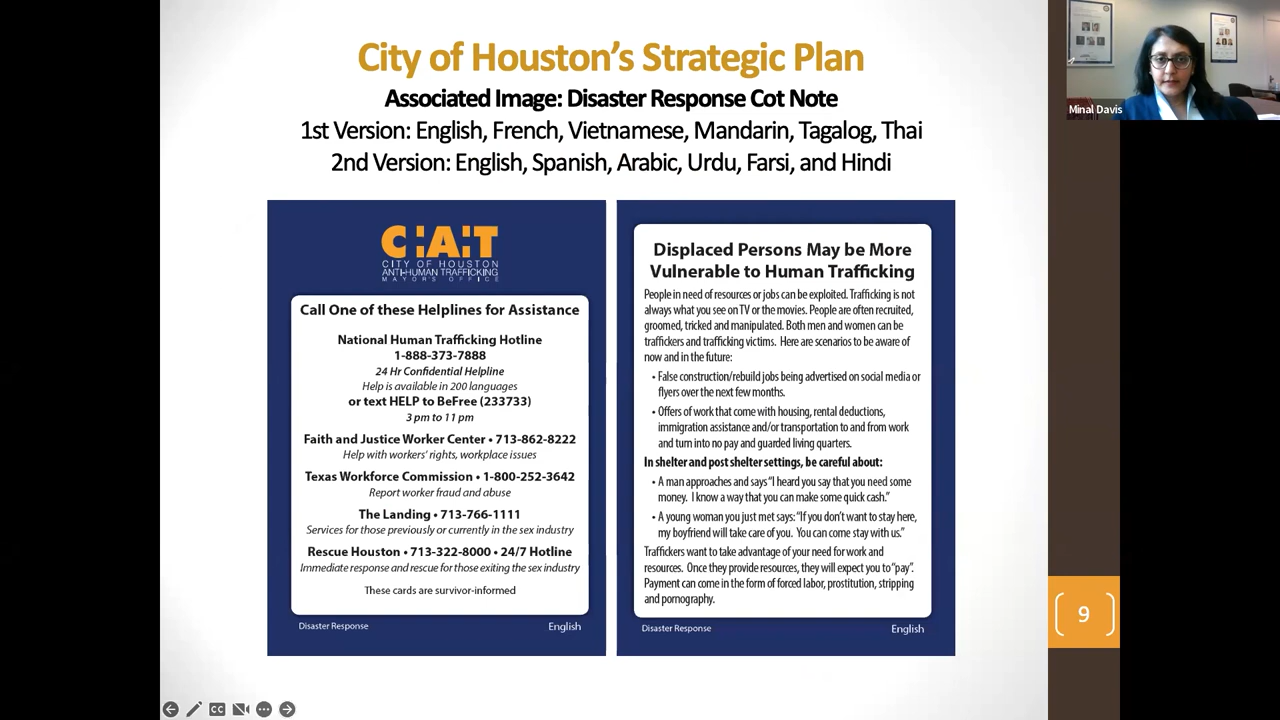 City of Houston's Strategic Plan
Associated Image: Disaster Response Cot Note
1st Version: English, French, Vietnamese, Mandarin, Tagalog, Thai
2nd Version: English, Spanish, Arabic, Urdu, Farsi, and Hindi
Minal Davis
C:A:T
CITY OF HOUSTON
ANTI-HUMAN TRAFFICKING
MAYORS OFFICE
Call One of these Helplines for Assistance
National Human Trafficking Hotline
1-888-373-7888
24 Hr Confidential Helpline
Help is available in 200 languages
or text HELP to BeFree (233733)
3 pm to 11 pm
Faith and Justice Worker Center • 713-862-8222
Help with workers' rights, workplace issues
Texas Workforce Commission • 1-800-252-3642
Report worker fraud and abuse
The Landing • 713-766-1111
Services for those previously or currently in the sex industry
Rescue Houston • 713-322-8000 • 24/7 Hotline
Immediate response and rescue for those exiting the sex industry
These cards are survivor-informed
Disaster Response
English
Displaced Persons May be More
Vulnerable to Human Trafficking
People in need of resources or jobs can be exploited. Trafficking is not
always what you see on TV or the movies. People are often recruited,
groomed, tricked and manipulated. Both men and women can be
traffickers and trafficking victims. Here are scenarios to be aware of
now and in the future:
• False construction/rebuild jobs being advertised on social media or
flyers over the next few months.
• Offers of work that come with housing, rental deductions,
immigration assistance and/or transportation to and from work
and turn into no pay and guarded living quarters.
In shelter and post shelter settings, be careful about:
• A man approaches and says "I heard you say that you need some
money. I know a way that you can make some quick cash."
• A young woman you just met says: "If you don't want to stay here,
my boyfriend will take care of you. You can come stay with us."
Traffickers want to take advantage of your need for work and
resources. Once they provide resources, they will expect you to "pay".
Payment can come in the form of forced labor, prostitution, stripping
and pornography.
Disaster Response
English
9
CC